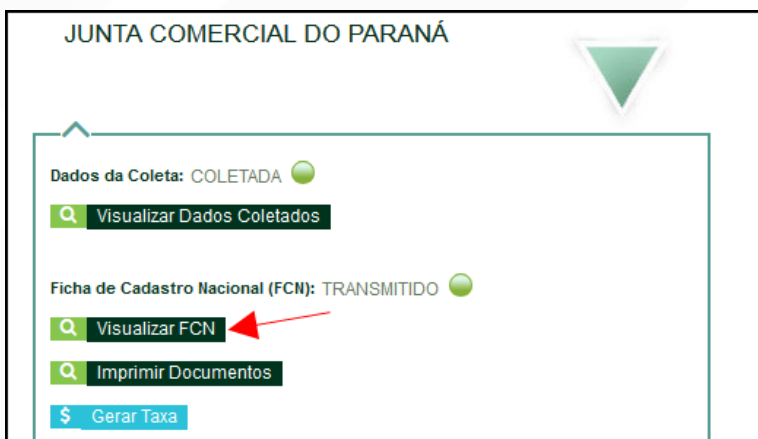 JUNTA COMERCIAL DO PARANÁ
Dados da Coleta: COLETADA
Visualizar Dados Coletados
Ficha de Cadastro Nacional (FCN): TRANSMITIDO
Visualizar FCN
Imprimir Documentos
$ Gerar Taxa